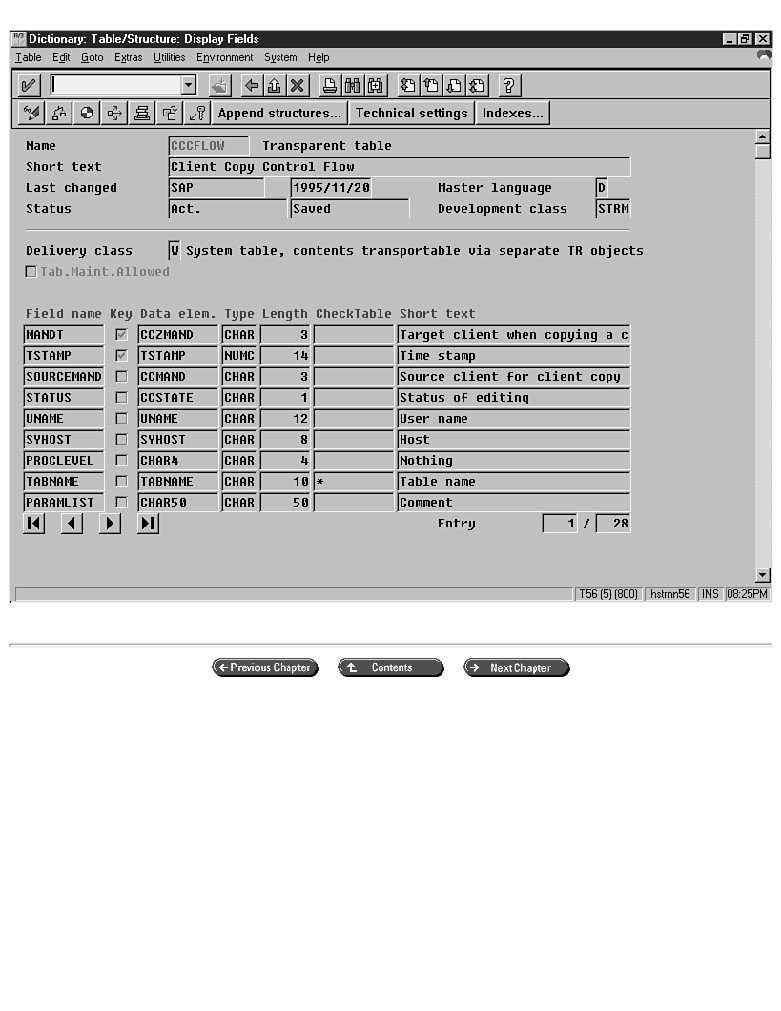 Dictionary: Table/Structure: Display Fields
Table Edit Goto Extras Utilities Environment System Help
Append structures... Technical settings Indexes...
Name CCCFLOW Transparent table
Short text Client Copy Control Flow
Last changed SAP 1995/11/20 Master language D
Status Act. Saved Development class STRM
Delivery class W System table, contents transportable via separate TR objects
Tab.Maint.Allowed
Field name Key Data elem. Type Length CheckTable Short text
MANDT CCZMAND CHAR 3 Target client when copying a c
TSTAMP TSTAMP NUMC 14 Time stamp
SOURCEMAND CCMAND CHAR 3 Source client for client copy
STATUS CCSTATE CHAR 1 Status of editing
UNAME UNAME CHAR 12 User name
SYHOST SYHOST CHAR 8 Host
PROCLEVEL CHAR4 CHAR 4 Nothing
TABNAME TABNAME CHAR 10 * Table name
PARAMLIST CHAR50 CHAR 50 Comment
Entry 1 / 28
T56 (5) (800) hstrnn56 INS 08:25PM
Previous Chapter Contents Next Chapter